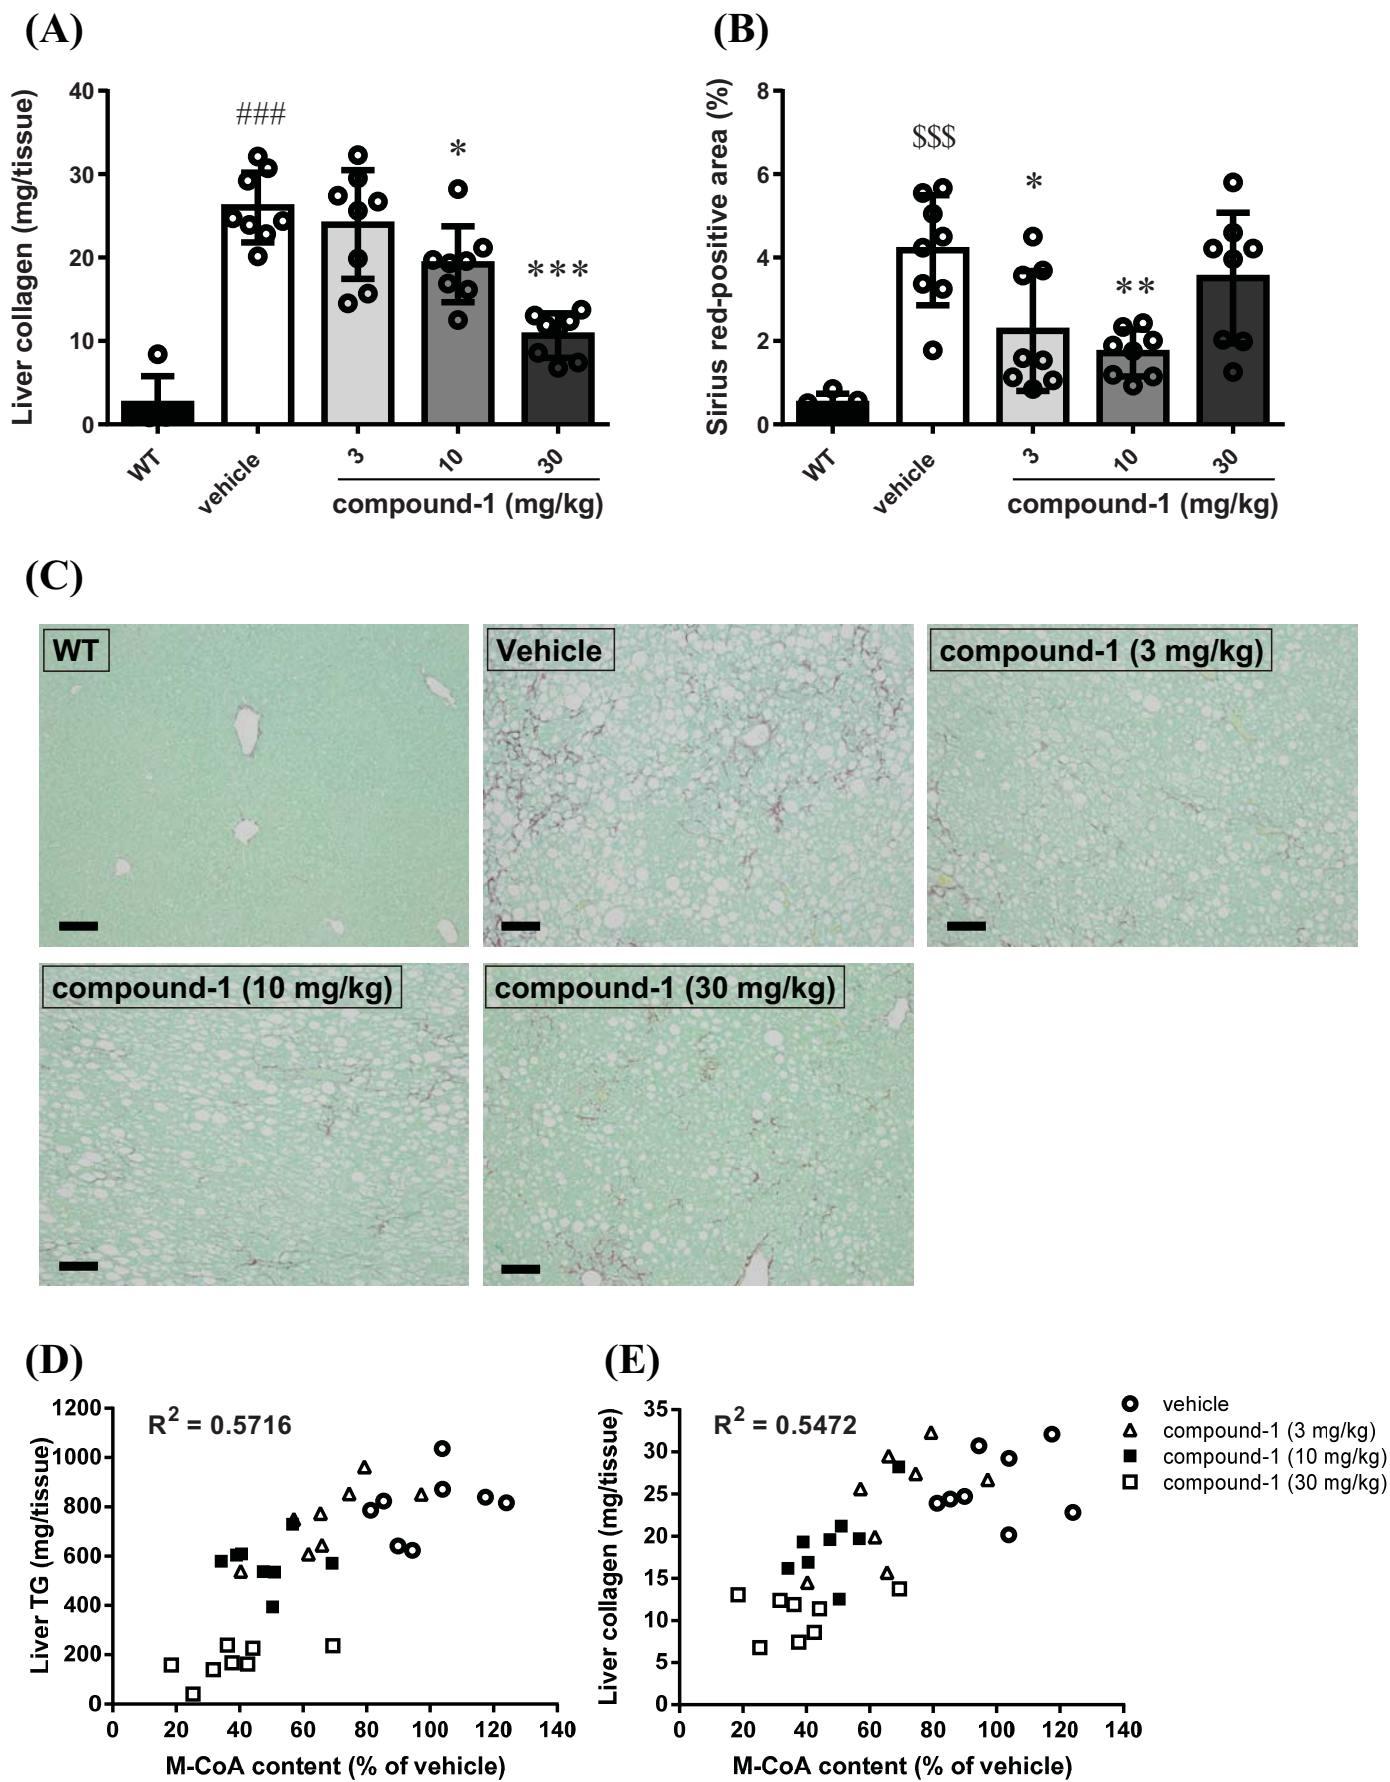 (A)
Liver collagen (mg/tissue)
40
30
20
10
0
###
*
***
WT
vehicle
3
10
30
compound-1 (mg/kg)
(B)
Sirius red-positive area (%)
8
6
4
2
0
$$$
*
**
WT
vehicle
3
10
30
compound-1 (mg/kg)
(C)
WT
Vehicle
compound-1 (3 mg/kg)
compound-1 (10 mg/kg)
compound-1 (30 mg/kg)
(D)
R² = 0.5716
Liver TG (mg/tissue)
1200
1000
800
600
400
200
0
0 20 40 60 80 100 120 140
M-CoA content (% of vehicle)
(E)
R² = 0.5472
Liver collagen (mg/tissue)
35
30
25
20
15
10
5
0
0 20 40 60 80 100 120 140
M-CoA content (% of vehicle)
vehicle
compound-1 (3 mg/kg)
compound-1 (10 mg/kg)
compound-1 (30 mg/kg)